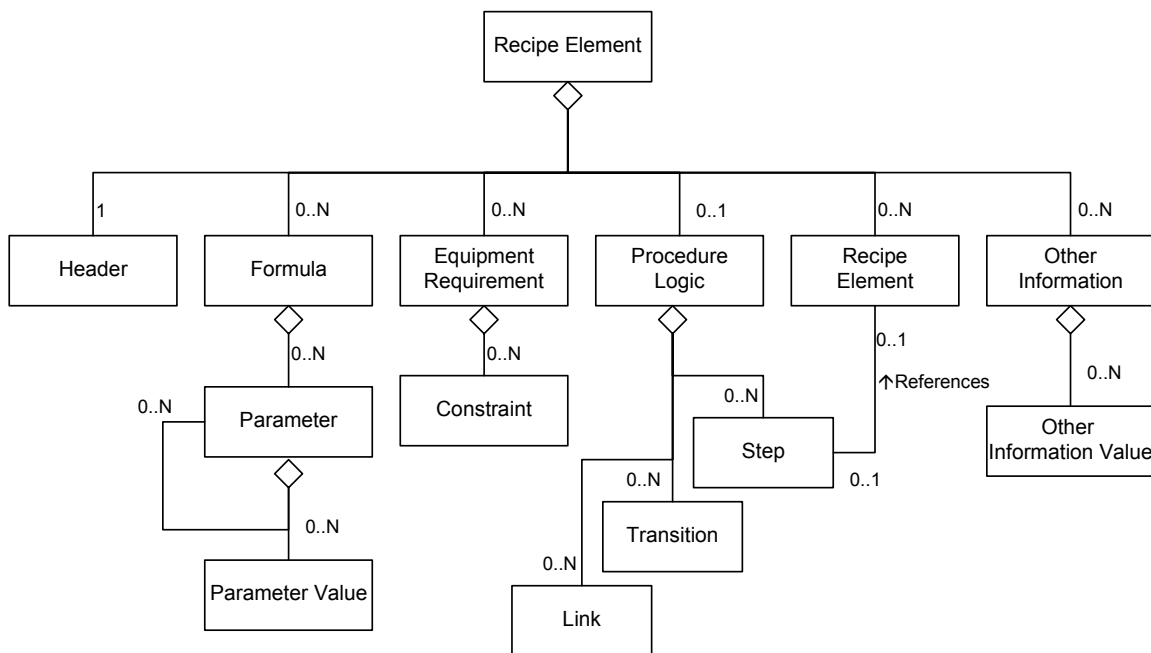 Recipe Element
1
0..N
0..N
0..1
0..N
0..N
Header
Formula
Equipment
Requirement
Procedure
Logic
Recipe
Element
Other
Information
0..N
0..N
0..1
↑References
0..N
0..N
Parameter
Constraint
0..N
Other
Information Value
Step
0..N
0..1
0..N
Transition
0..N
Parameter Value
Link